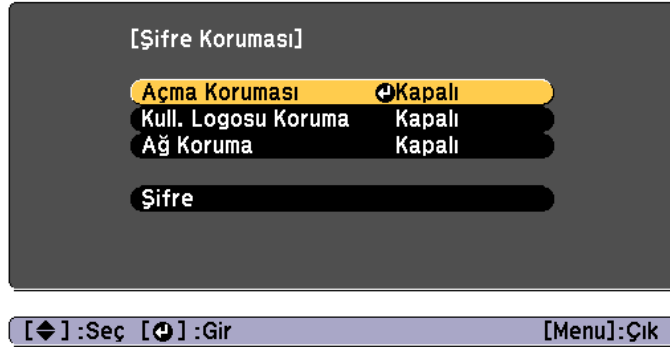 [Şifre Koruması]
Açma Koruması Kapalı
Kull. Logosu Koruma Kapalı
Ağ Koruma Kapalı
Şifre
[ ] :Seç [ ] :Gir [Menu]:Çık